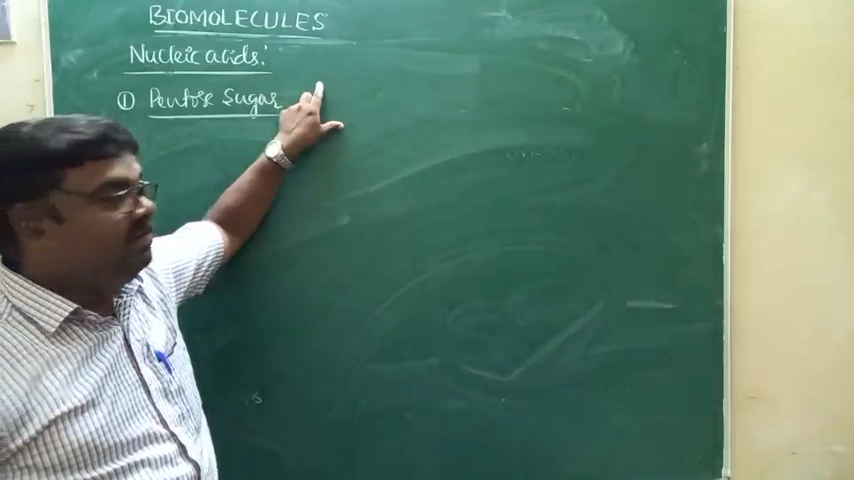 BIOMOLECULES
Nucleic acids:
① Pentose Sugar